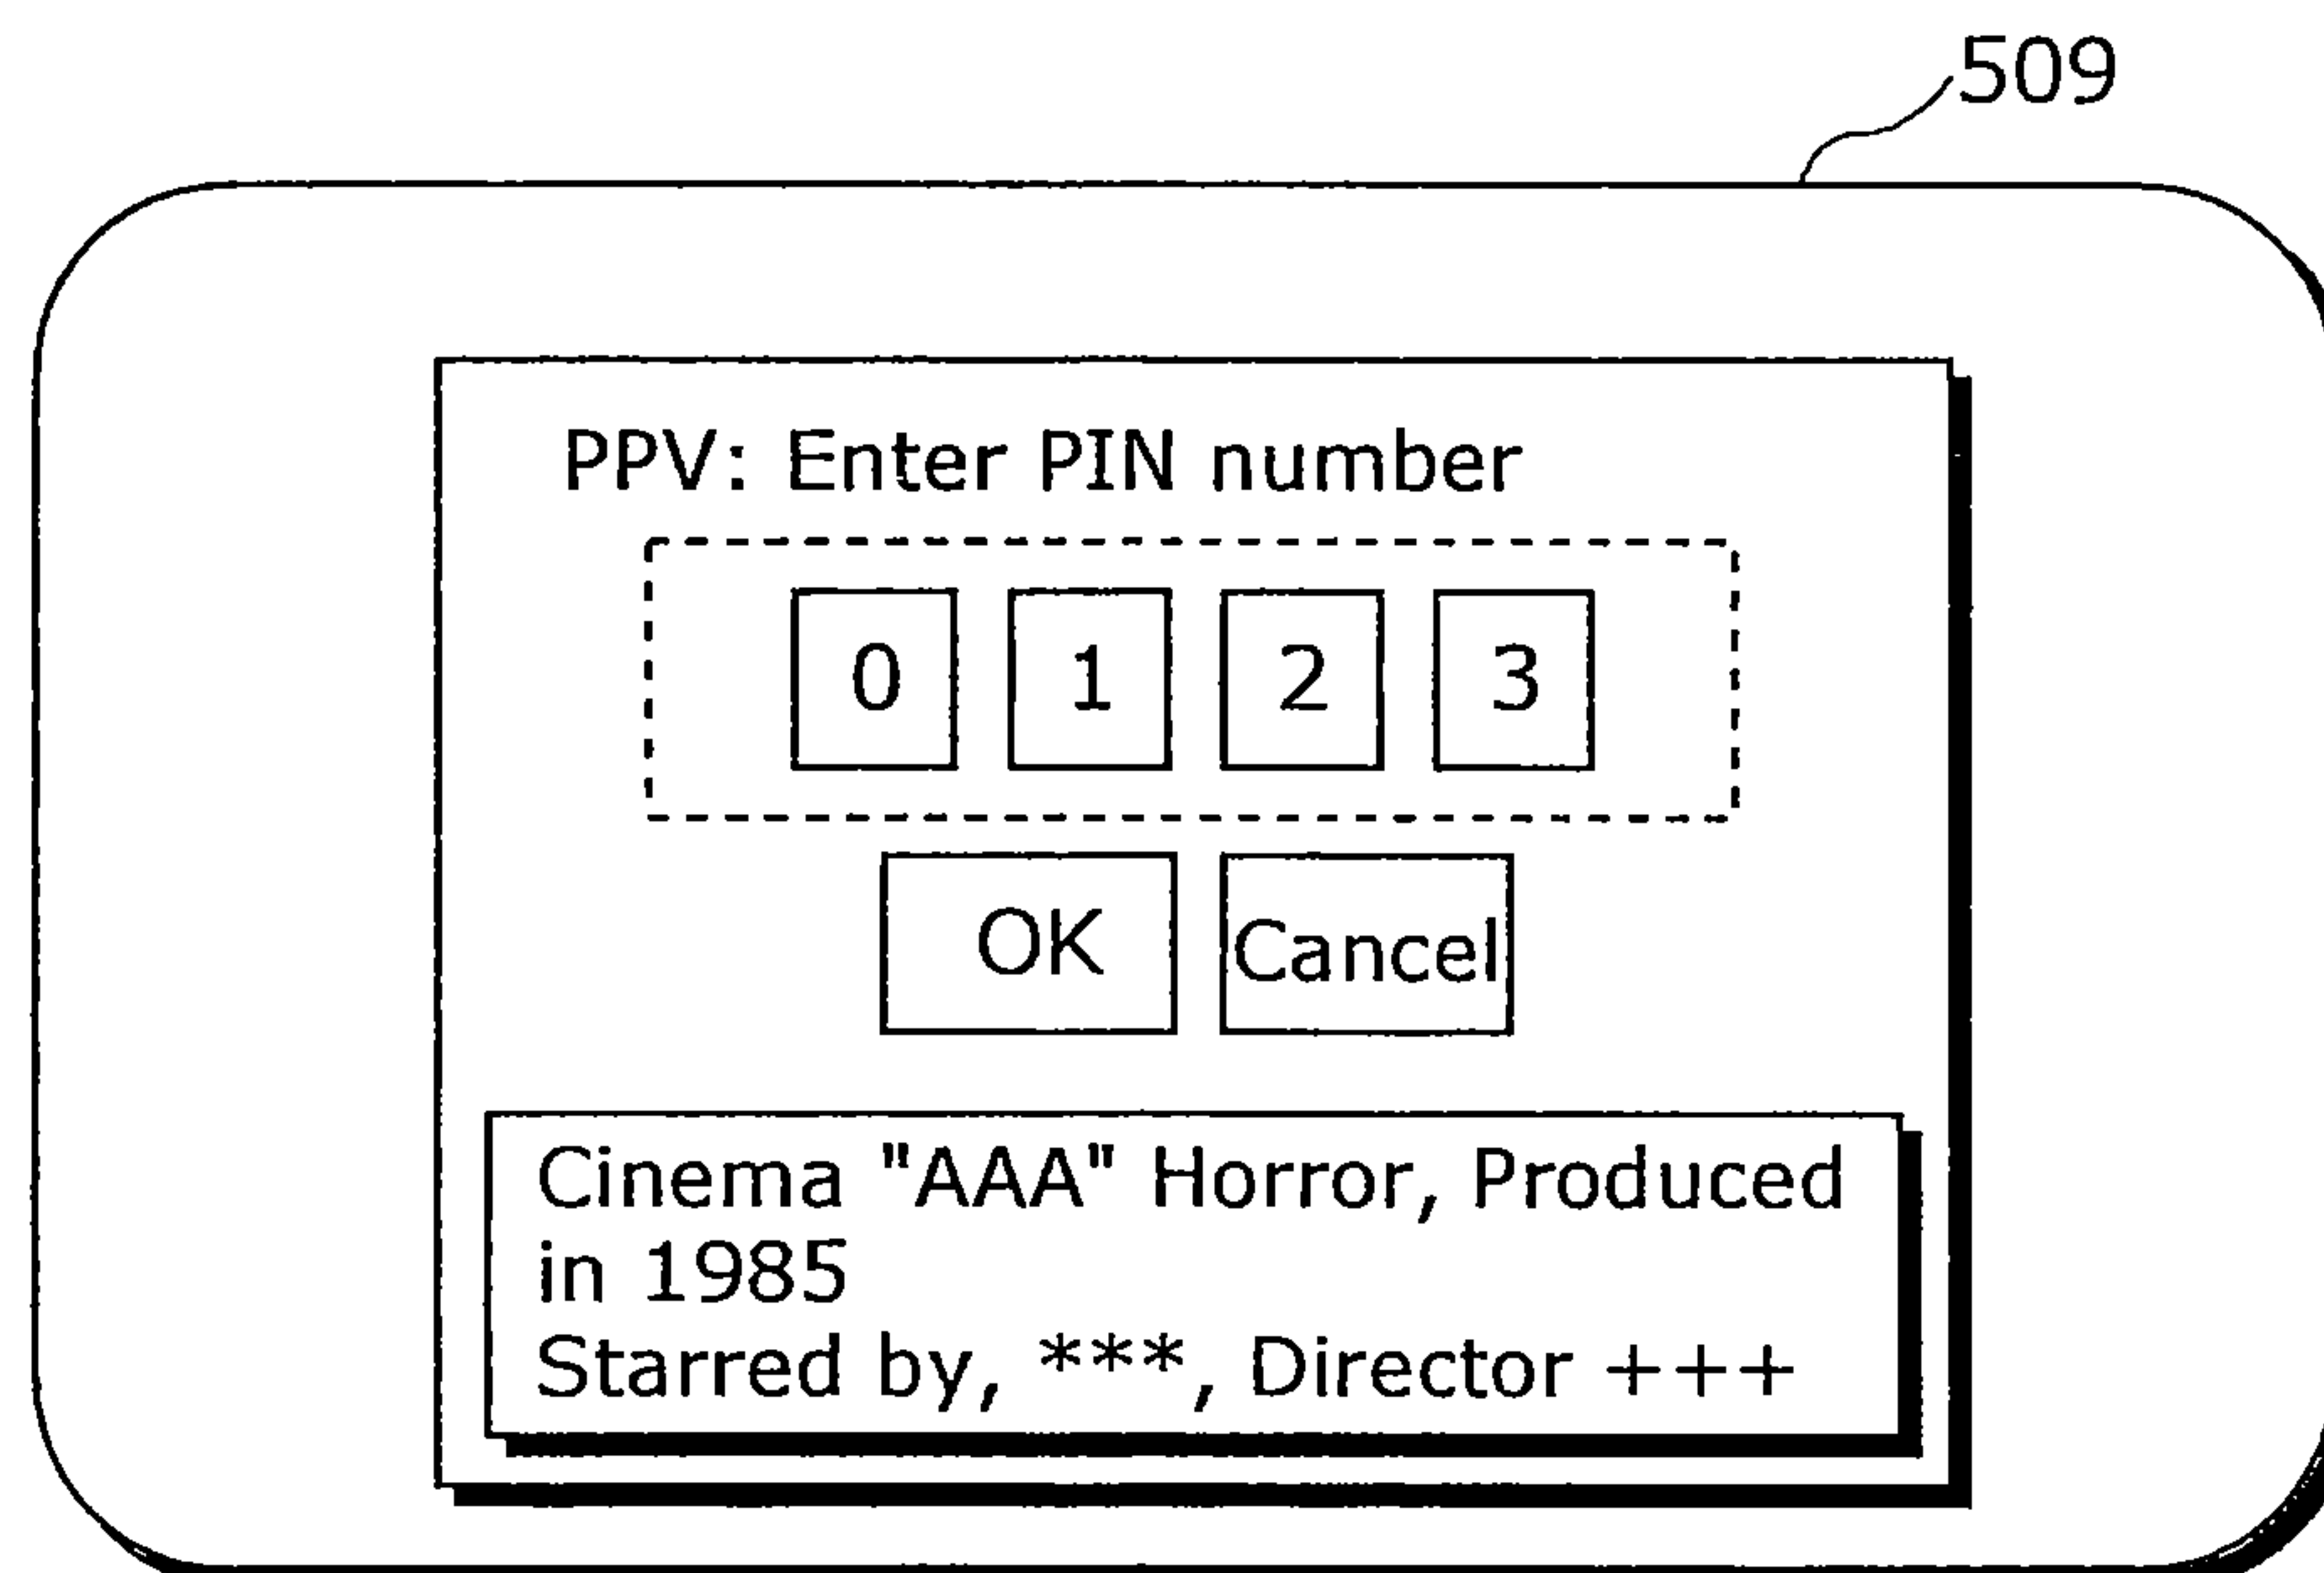 509
PPV: Enter PIN number
0 1 2 3
OK Cancel
Cinema "AAA" Horror, Produced
in 1985
Starred by, ***, Director +++